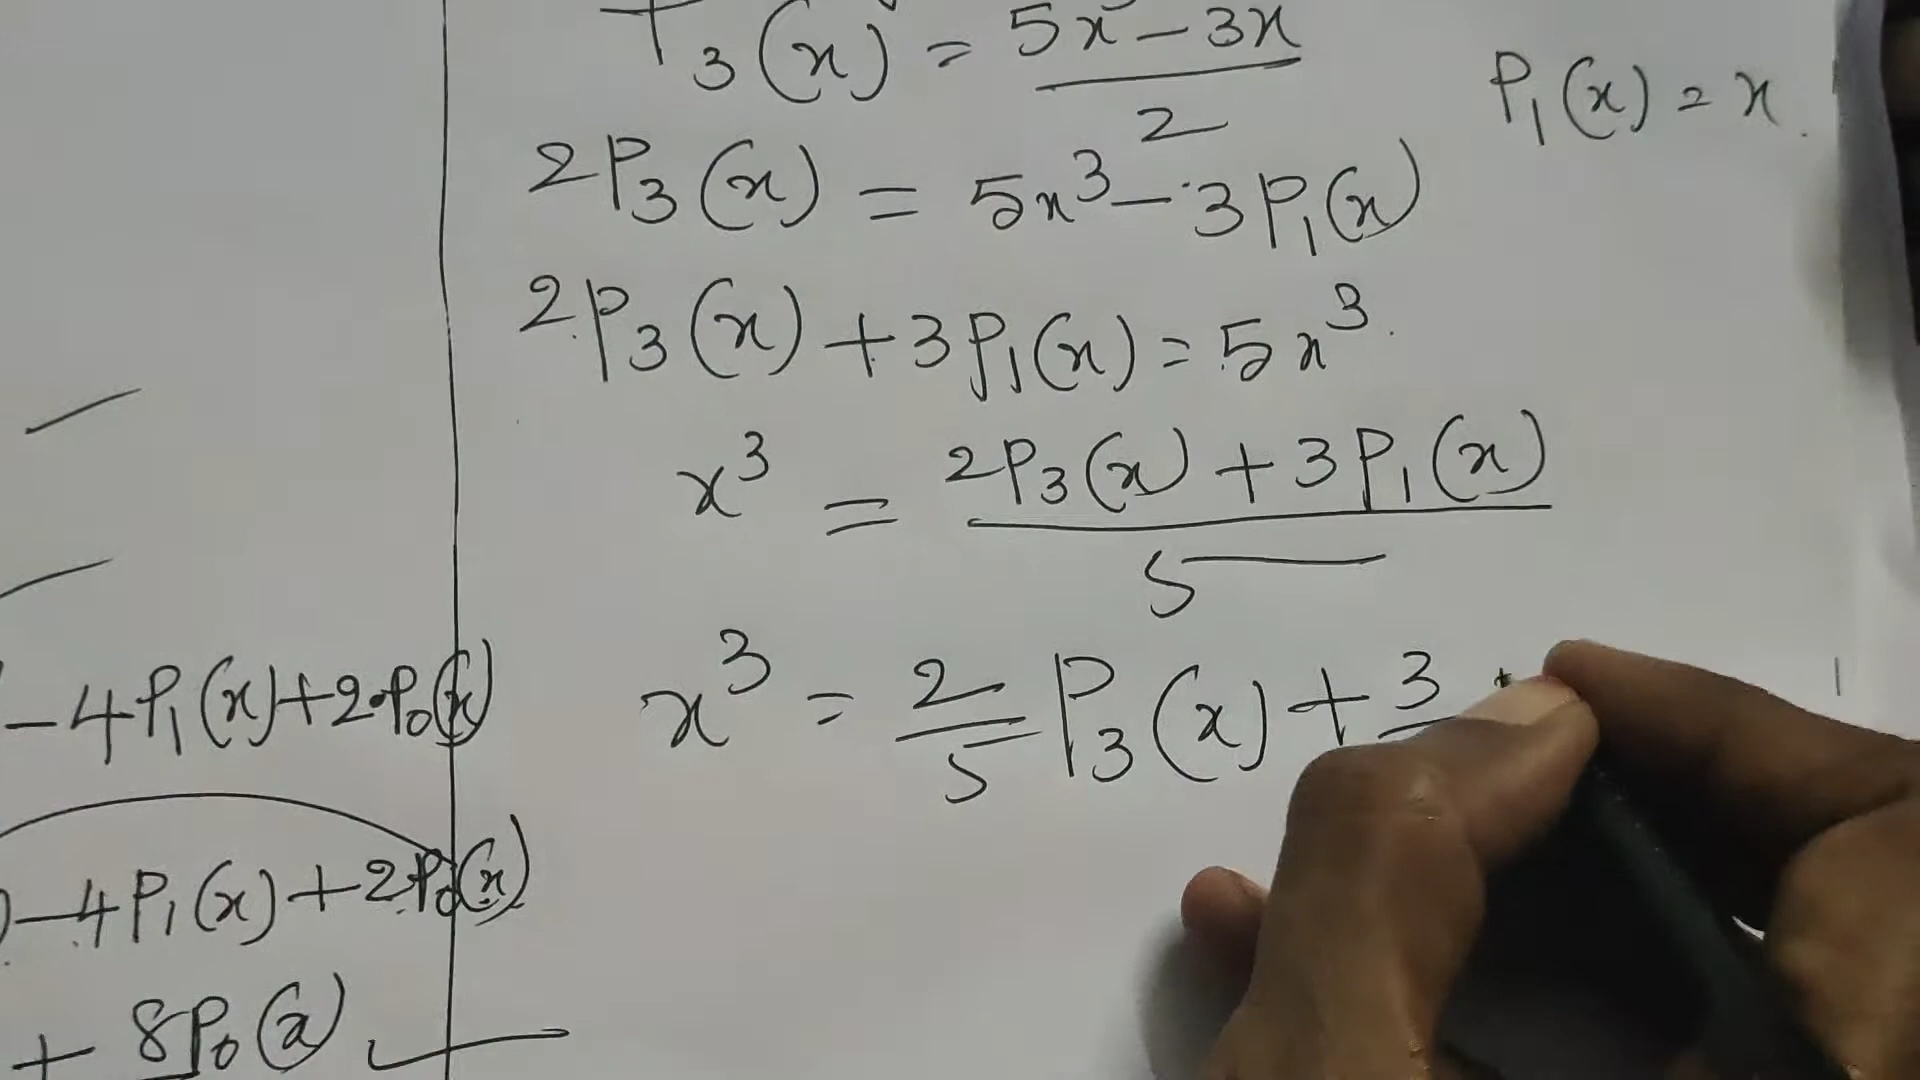 P₃(x) = 5x³ - 3x / 2
P₁(x) = x
2P₃(x) = 5x³ - 3P₁(x)
2P₃(x) + 3P₁(x) = 5x³
x³ = 2P₃(x) + 3P₁(x) / 5
x³ = 2/5 P₃(x) + 3
- 4P₁(x) + 2P₀(x)
) - 4P₁(x) + 2P₀(x)
+ 8P₀(x)